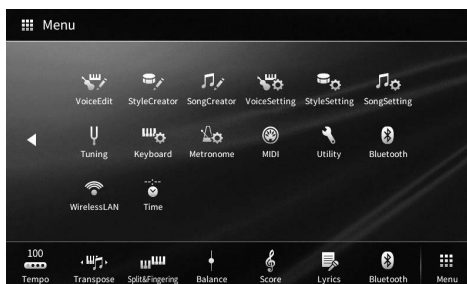 Menu
VoiceEdit StyleCreator SongCreator VoiceSetting StyleSetting SongSetting
Tuning Keyboard Metronome MIDI Utility Bluetooth
WirelessLAN Time
100
Tempo Transpose Split&Fingering Balance Score Lyrics Bluetooth Menu